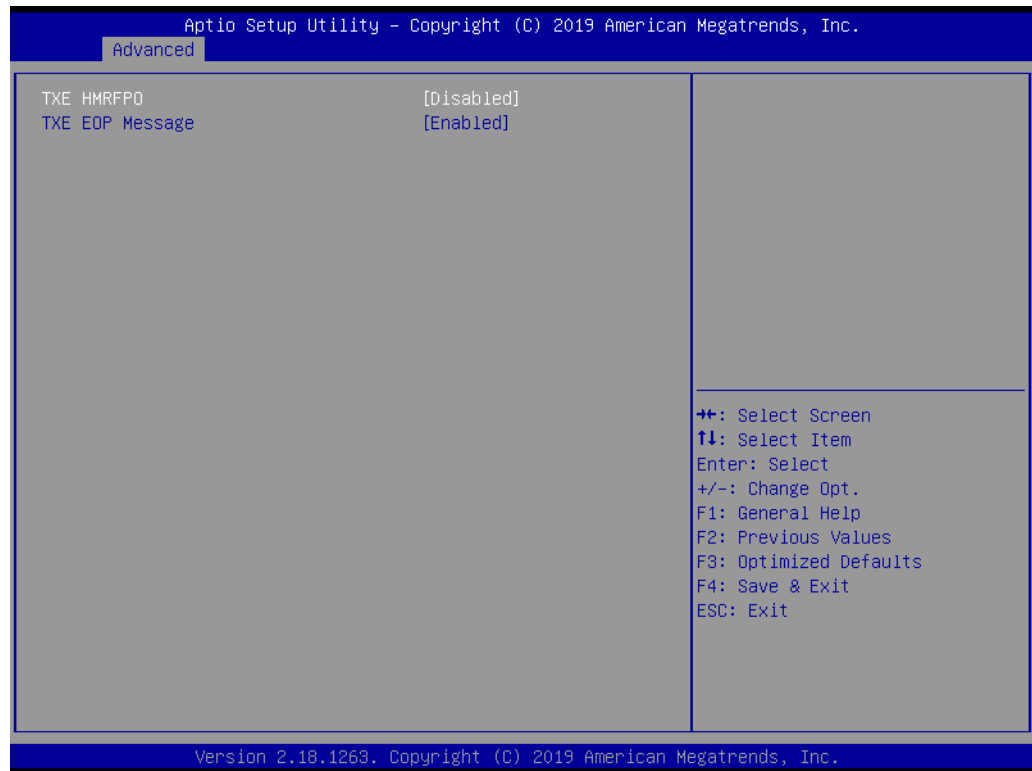 Aptio Setup Utility – Copyright (C) 2019 American Megatrends, Inc.
Advanced
TXE HMRFPO [Disabled]
TXE EOP Message [Enabled]
→←: Select Screen
↑↓: Select Item
Enter: Select
+/-: Change Opt.
F1: General Help
F2: Previous Values
F3: Optimized Defaults
F4: Save & Exit
ESC: Exit
Version 2.18.1263. Copyright (C) 2019 American Megatrends, Inc.